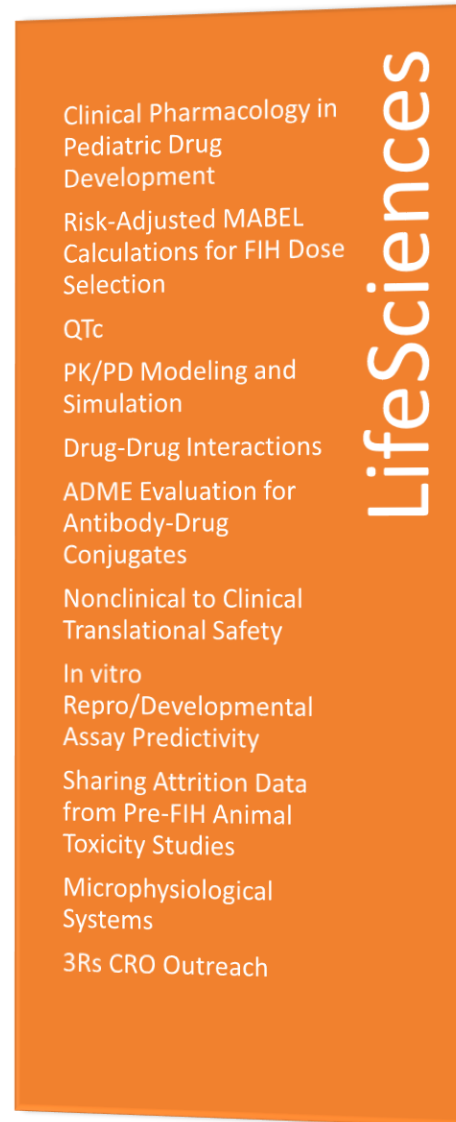 LifeSciences
Clinical Pharmacology in
Pediatric Drug
Development
Risk-Adjusted MABEL
Calculations for FIH Dose
Selection
QTc
PK/PD Modeling and
Simulation
Drug-Drug Interactions
ADME Evaluation for
Antibody-Drug
Conjugates
Nonclinical to Clinical
Translational Safety
In vitro
Repro/Developmental
Assay Predictivity
Sharing Attrition Data
from Pre-FIH Animal
Toxicity Studies
Microphysiological
Systems
3Rs CRO Outreach